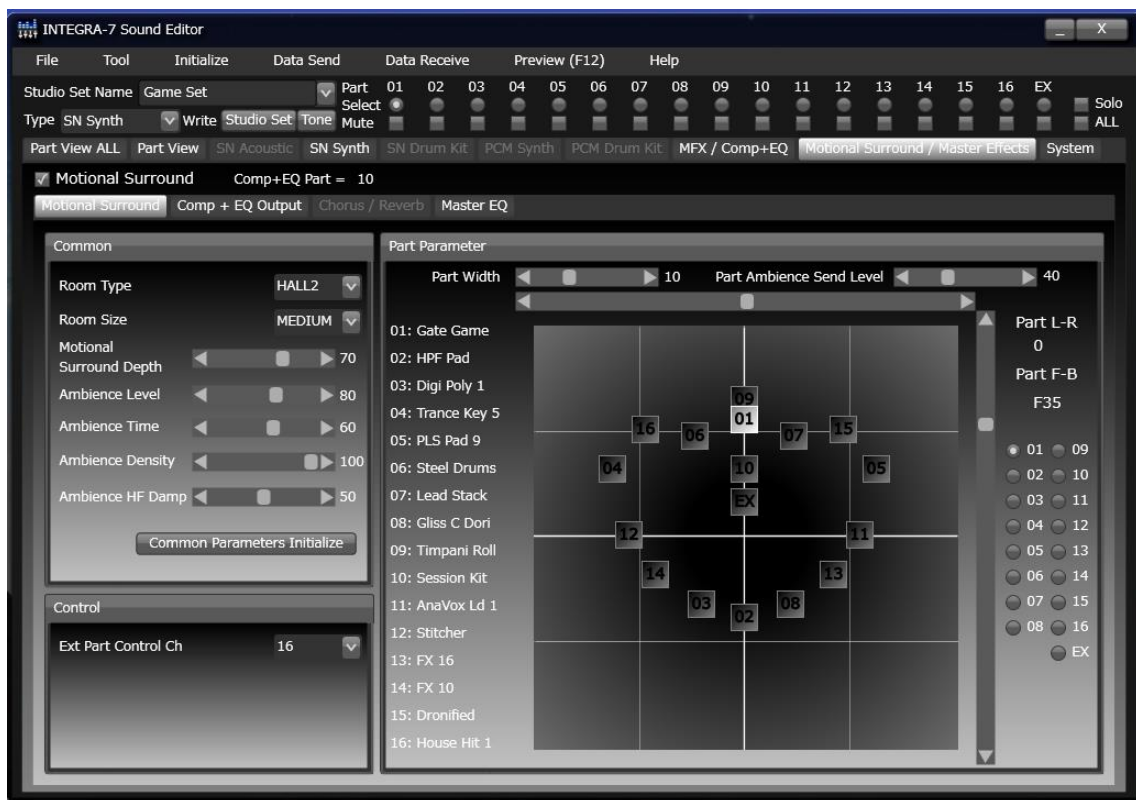 INTEGRA-7 Sound Editor
_ X
File Tool Initialize Data Send Data Receive Preview (F12) Help
Studio Set Name Game Set Part Select 01 02 03 04 05 06 07 08 09 10 11 12 13 14 15 16 EX Solo
Type SN Synth Write Studio Set Tone Mute ALL
Part View ALL Part View SN Acoustic SN Synth SN Drum Kit PCM Synth PCM Drum Kit MFX / Comp+EQ Motional Surround / Master Effects System
Motional Surround Comp+EQ Part = 10
Motional Surround Comp + EQ Output Chorus / Reverb Master EQ
Common
Room Type HALL2
Room Size MEDIUM
Motional
Surround Depth 70
Ambience Level 80
Ambience Time 60
Ambience Density 100
Ambience HF Damp 50
Common Parameters Initialize
Control
Ext Part Control Ch 16
Part Parameter
Part Width 10 Part Ambience Send Level 40
01: Gate Game
02: HPF Pad
03: Digi Poly 1
04: Trance Key 5
05: PLS Pad 9
06: Steel Drums
07: Lead Stack
08: Gliss C Dori
09: Timpani Roll
10: Session Kit
11: AnaVox Ld 1
12: Stitcher
13: FX 16
14: FX 10
15: Dronified
16: House Hit 1
09
01
16 06 07 15
04 10 05
EX
12 11
14 13
03 02 08
Part L-R
0
Part F-B
F35
01 09
02 10
03 11
04 12
05 13
06 14
07 15
08 16
EX